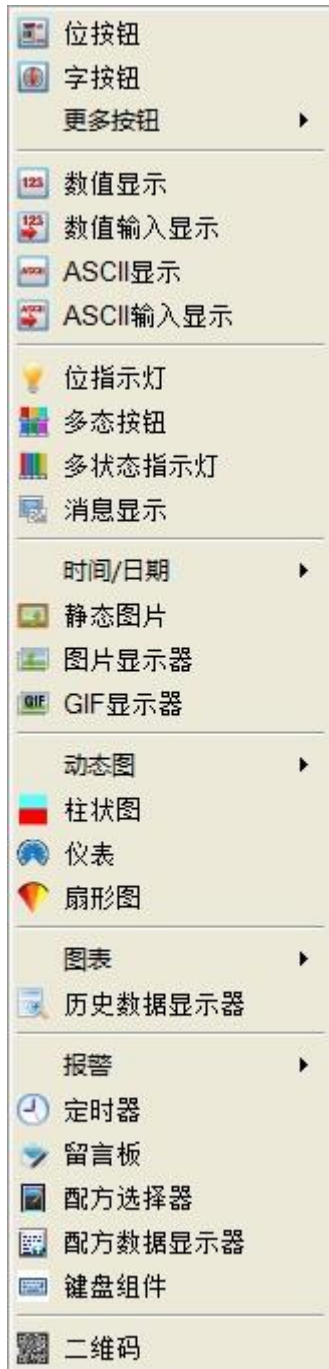 位按钮
字按钮
更多按钮
123 数值显示
123 数值输入显示
ASCII ASCII显示
ASCII ASCII输入显示
位指示灯
多态按钮
多状态指示灯
消息显示
时间/日期
静态图片
图片显示器
GIF GIF显示器
动态图
柱状图
仪表
扇形图
图表
历史数据显示器
报警
定时器
留言板
配方选择器
配方数据显示器
键盘组件
二维码